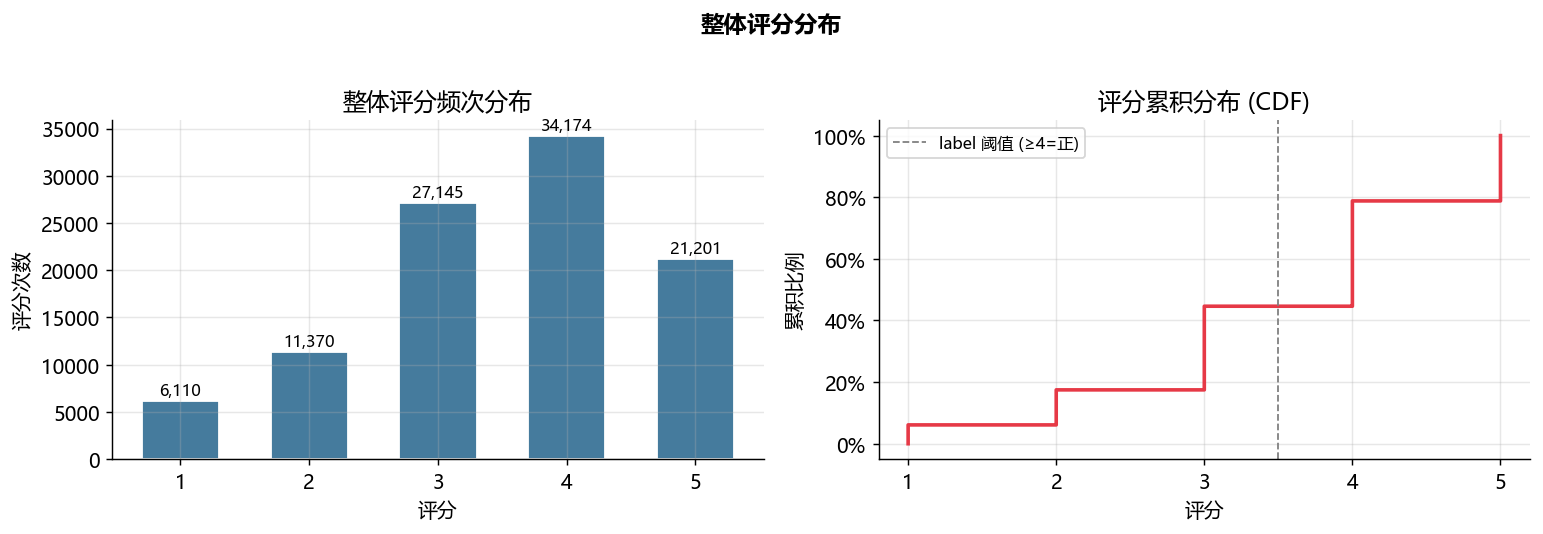 整体评分分布
整体评分频次分布
35000
30000
25000
20000
15000
10000
5000
0
评分次数
6,110
11,370
27,145
34,174
21,201
1 2 3 4 5
评分
评分累积分布 (CDF)
label 阈值 (≥4=正)
100%
80%
60%
40%
20%
0%
累积比例
1 2 3 4 5
评分